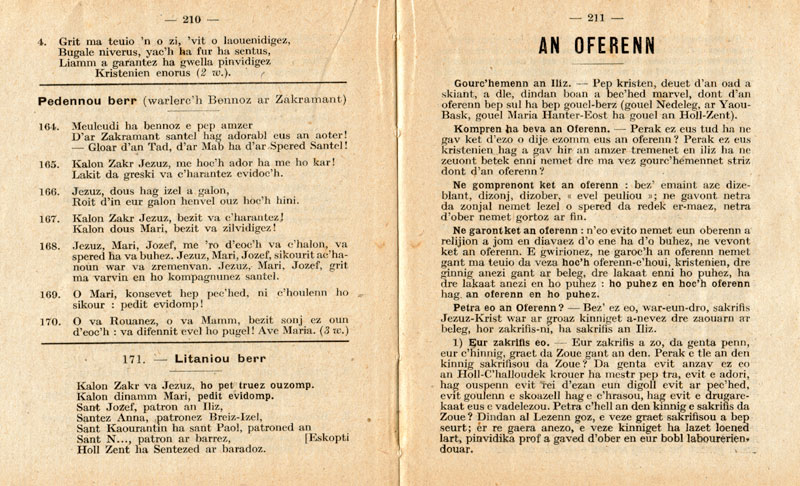 — 210 —
4. Grit ma teuio 'n o zi, 'vit o laouenidigez,
Bugale niverus, yac'h ha fur ha sentus,
Liamm a garantez ha gwella pinvidigez
Kristenien enorus (2 w.).
Pedennou berr (warlerc'h Bennoz ar Zakramant)
164. Meuleudi ha bennoz e pep amzer
D'ar Zakramant santel hag adorabl eus an aoter!
— Gloar d'an Tad, d'ar Mab ha d'ar Spered Santel!
165. Kalon Zakr Jezuz, me hoc'h ador ha me ho kar!
Lakit da greski va c'harantez evidoc'h.
166. Jezuz, dous hag izel a galon,
Roit d'in eur galon henvel ouz hoc'h hini.
167. Kalon Zakr Jezuz, bezit va c'harantez!
Kalon dous Mari, bezit va zilvidigez!
168. Jezuz, Mari, Jozef, me 'ro d'eoc'h va c'halon, va
spered ha va buhez. Jezuz, Mari, Jozef, sikourit ac'ha-
noun war va zremenvan. Jezuz, Mari, Jozef, grit
ma varvin en ho kompagnunez santel.
169. O Mari, konsevet hep pec'hed, ni c'houlenn ho
sikour : pedit evidomp!
170. O va Rouanez, o va Mamm, bezit sonj ez oun
d'eoc'h : va difennit evel ho pugel! Ave Maria. (3 w.)
171. — Litaniou berr
Kalon Zakr va Jezuz, ho pet truez ouzomp.
Kalon dinamm Mari, pedit evidomp.
Sant Jozef, patron an Iliz,
Santez Anna, patronez Breiz-Izel,
Sant Kaourantin ha sant Paol, patroned an
Sant N..., patron ar barrez, [Eskopti
Holl Zent ha Sentezed ar baradoz.
— 211 —
AN OFERENN
Gourc'hemenn an Iliz. — Pep kristen, deuet d'an oad a
skiant, a dle, dindan boan a bec'hed marvel, dont d'an
oferenn bep sul ha bep gouel-berz (gouel Nedeleg, ar Yaou-
Bask, gouel Maria Hanter-Eost ha gouel an Holl-Zent).
Kompren ha beva an Oferenn. — Perak ez eus tud ha ne
gav ket d'ezo o dije ezomm eus an oferenn? Perak ez eus
kristenien hag a gav hir an amzer tremenet en iliz ha ne
zeuont betek enni nemet dre ma vez gourc'hémennet striz
dont d'an oferenn?
Ne gomprenont ket an oferenn : bez' emaint aze dize-
blant, dizonj, dizober, « evel peuliou »; ne gavont netra
da zonjal nemet lezel o spered da redek er-maez, netra
d'ober nemet gortoz ar fin.
Ne garont ket an oferenn : n'eo evito nemet eun oberenn a
relijion a jom en diavaez d'o ene ha d'o buhez, ne vevont
ket an oferenn. E gwirionez, ne garoc'h an oferenn nemet
gant ma teuio da veza hoc'h oferenn-c'houi, kristenien, dre
ginnig anezi gant ar beleg, dre lakaat enni ho puhez, ha
dre lakaat anezi en ho puhez : ho puhez en hoc'h oferenn
hag an oferenn en ho puhez.
Petra eo an Oferenn? — Bez' ez eo, war-eun-dro, sakrifis
Jezuz-Krist war ar groaz kinniget a-nevez dre zaouarn ar
beleg, hor zakrifis-ni, ha sakrifis an Iliz.
1) Eur zakrifis eo. — Eur zakrifis a zo, da genta penn,
eur c'hinnig, graet da Zoue gant an den. Perak e tle an den
kinnig sakrifisou da Zoue? Da genta evit anzav ez eo
an Holl-C'halloudek krouer ha mestr pep tra, evit e adori,
hag ouspenn evit rei d'ezan eun digoll evit ar pec'hed,
evit goulenn e skoazell hag e c'hrasou, hag evit e drugare-
kaat eus e vadelezou. Petra c'hell an den kinnig e sakrifis da
Zoue? Dindan al Lezenn goz, e veze graet sakrifisou a bep
seurt; ér re gaera anezo, e veze kinniget ha lazet loened
lart, pinvidika prof a gaved d'ober en eur bobl labourerien-
douar.